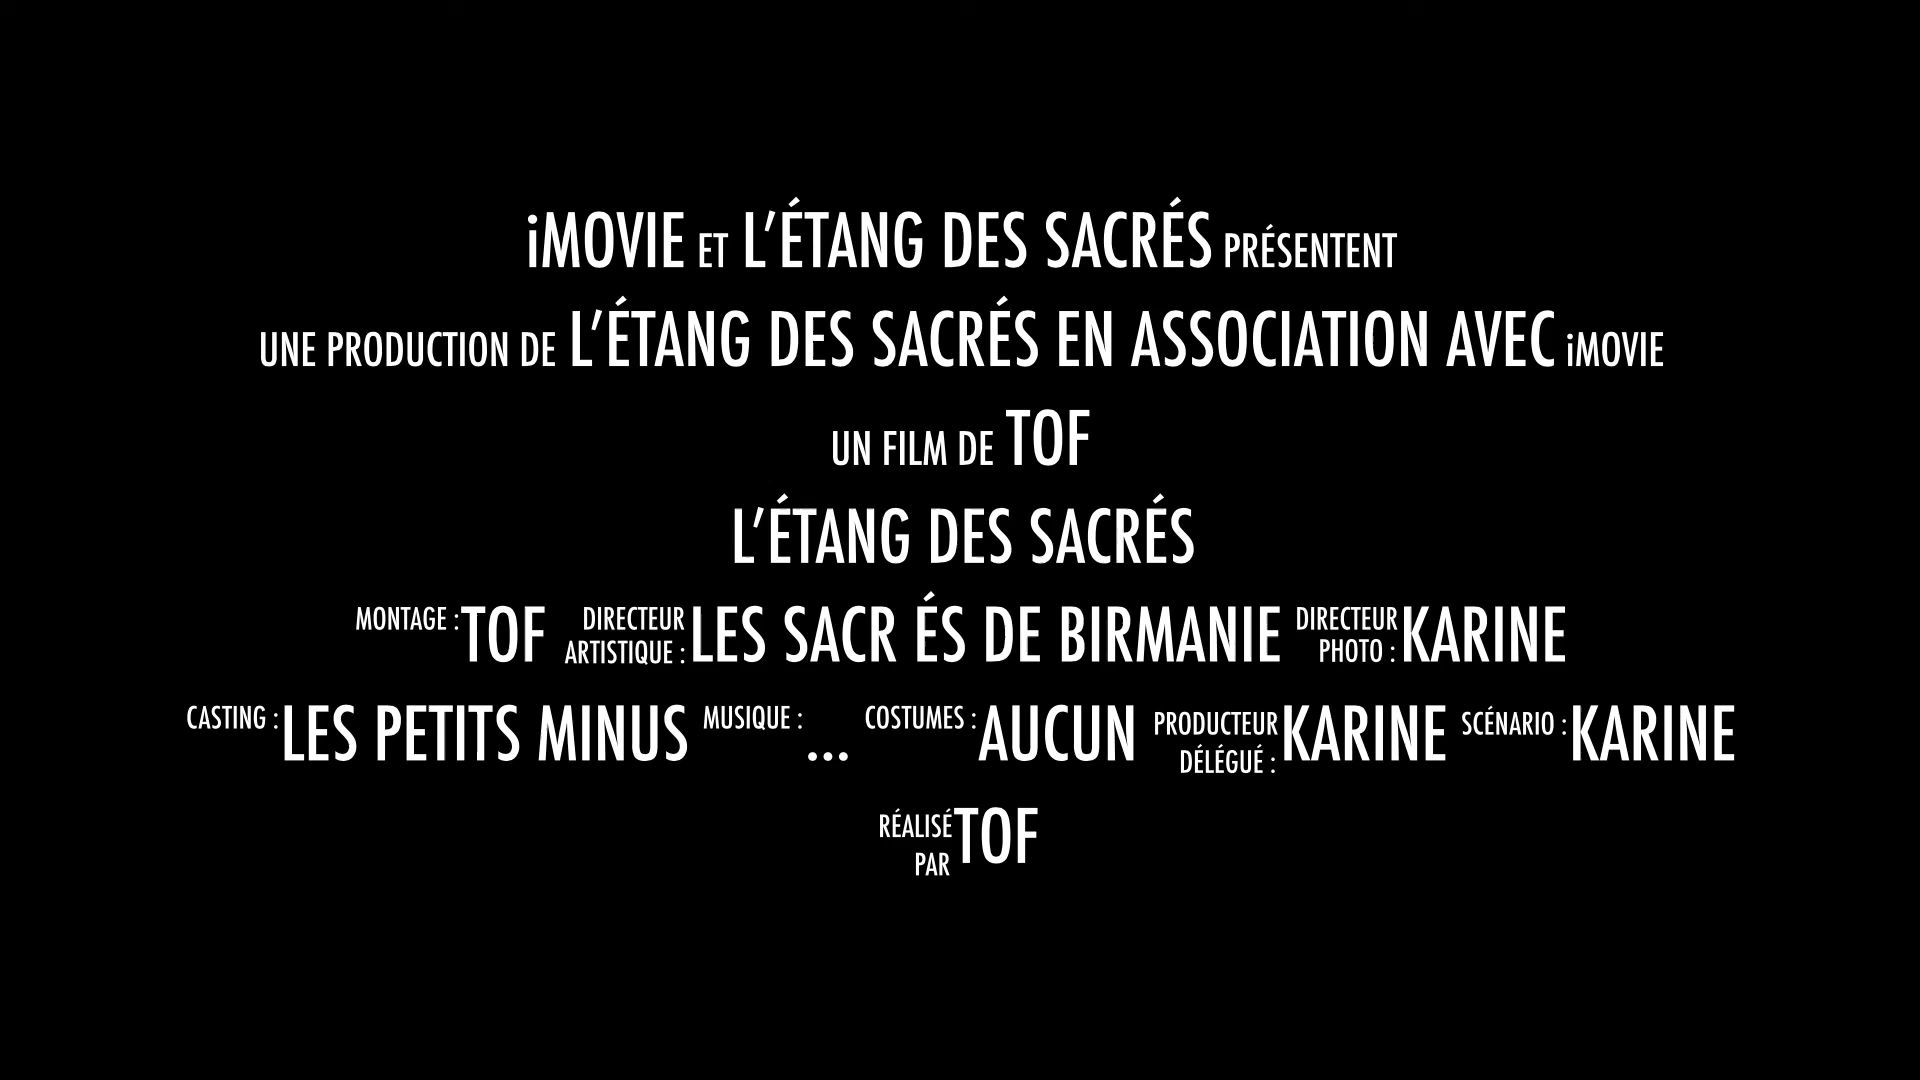 iMOVIE ET L’ÉTANG DES SACRÉS PRÉSENTENT
UNE PRODUCTION DE L’ÉTANG DES SACRÉS EN ASSOCIATION AVEC iMOVIE
UN FILM DE TOF
L’ÉTANG DES SACRÉS
MONTAGE : TOF DIRECTEUR ARTISTIQUE : LES SACR ÉS DE BIRMANIE DIRECTEUR PHOTO : KARINE
CASTING : LES PETITS MINUS MUSIQUE : ... COSTUMES : AUCUN PRODUCTEUR DÉLÉGUÉ : KARINE SCÉNARIO : KARINE
RÉALISÉ PAR TOF